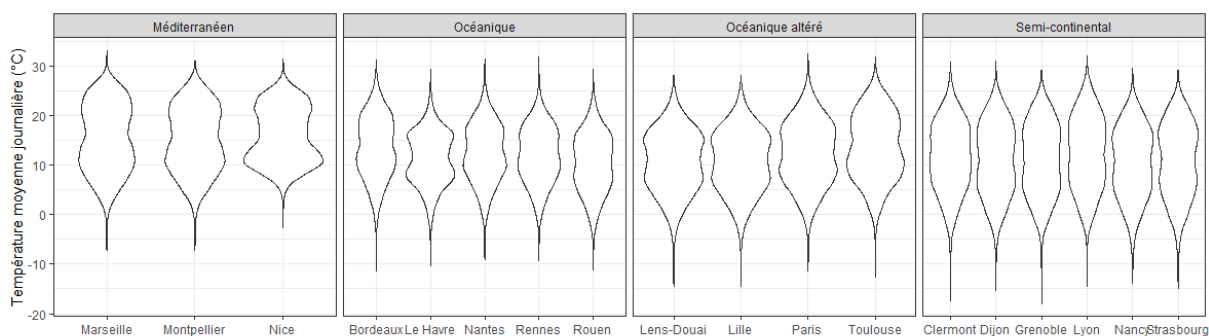 Méditerranéen Océanique Océanique altéré Semi-continental
Température moyenne journalière (°C)
30
20
10
0
-10
-20
Marseille Montpellier Nice Bordeaux Le Havre Nantes Rennes Rouen Lens-Douai Lille Paris Toulouse Clermont Dijon Grenoble Lyon Nancy Strasbourg